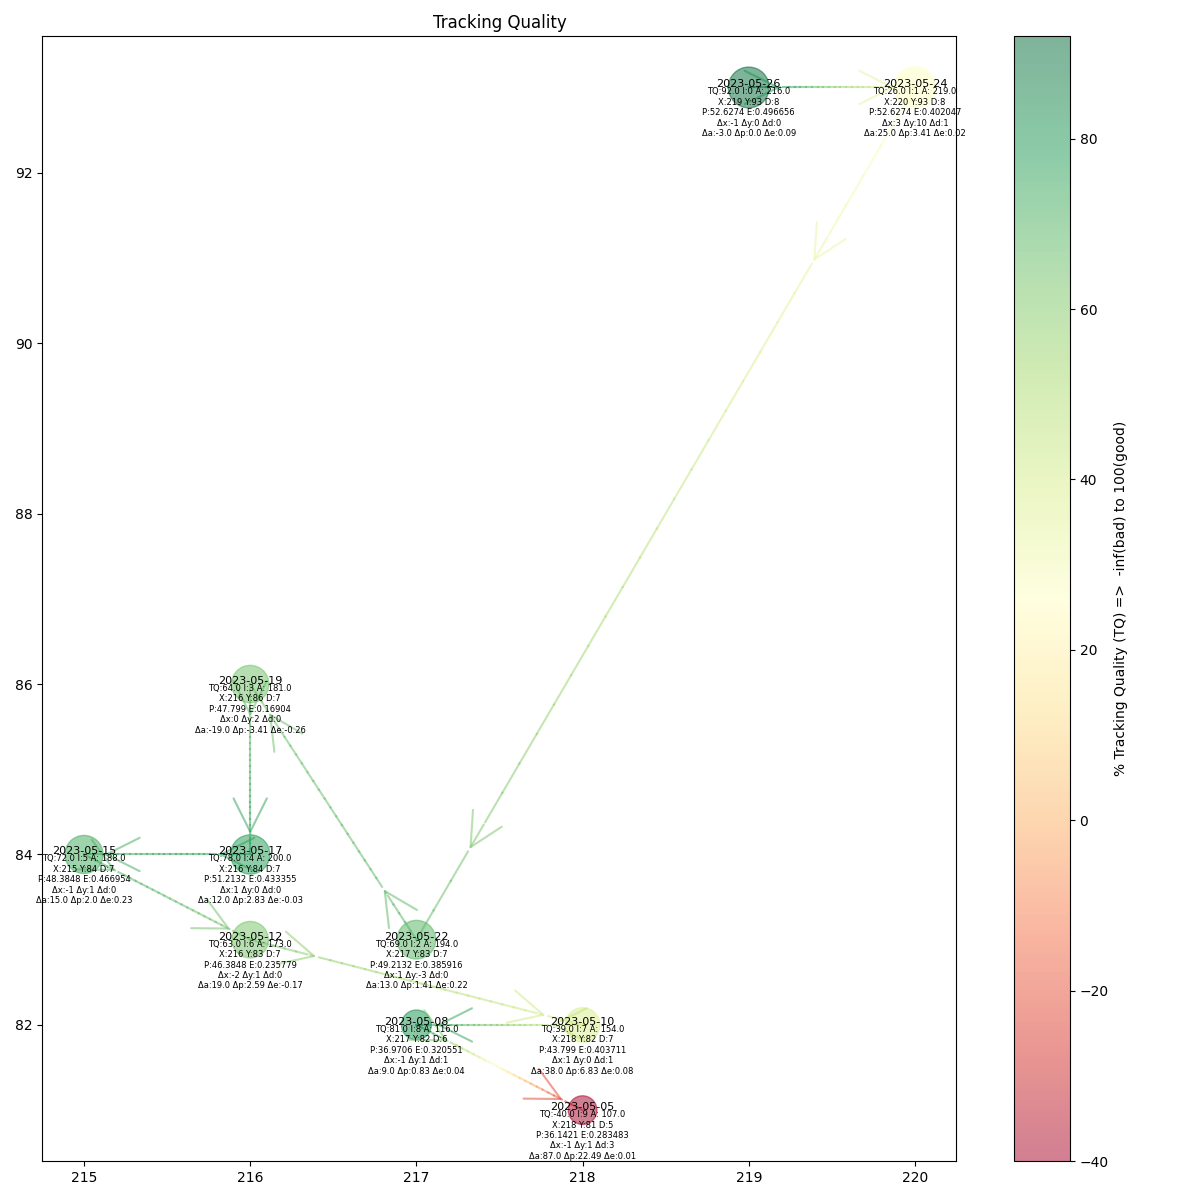 Tracking Quality
2023-05-26
TQ:92.0 I:0 A: 216.0
X:219 Y:93 D:8
P:52.6274 E:0.496656
Δx:-1 Δy:0 Δd:0
Δa:-3.0 Δp:0.0 Δe:0.09
2023-05-24
TQ:26.0 I:1 A: 219.0
X:220 Y:93 D:8
P:52.6274 E:0.402047
Δx:3 Δy:10 Δd:1
Δa:25.0 Δp:3.41 Δe:0.02
2023-05-19
TQ:64.0 I:3 A: 181.0
X:216 Y:86 D:7
P:47.799 E:0.16904
Δx:0 Δy:2 Δd:0
Δa:-19.0 Δp:-3.41 Δe:-0.26
2023-05-15
TQ:72.0 I:5 A: 188.0
X:215 Y:84 D:7
P:48.3848 E:0.466954
Δx:-1 Δy:1 Δd:0
Δa:15.0 Δp:2.0 Δe:0.23
2023-05-17
TQ:78.0 I:4 A: 200.0
X:216 Y:84 D:7
P:51.2132 E:0.433355
Δx:1 Δy:0 Δd:0
Δa:12.0 Δp:2.83 Δe:-0.03
2023-05-12
TQ:63.0 I:6 A: 173.0
X:216 Y:83 D:7
P:46.3848 E:0.235779
Δx:-2 Δy:1 Δd:0
Δa:19.0 Δp:2.59 Δe:-0.17
2023-05-22
TQ:69.0 I:2 A: 194.0
X:217 Y:83 D:7
P:49.2132 E:0.385916
Δx:1 Δy:-3 Δd:0
Δa:13.0 Δp:1.41 Δe:0.22
2023-05-08
TQ:81.0 I:8 A: 116.0
X:217 Y:82 D:6
P:36.9706 E:0.320551
Δx:-1 Δy:1 Δd:1
Δa:9.0 Δp:0.83 Δe:0.04
2023-05-10
TQ:39.0 I:7 A: 154.0
X:218 Y:82 D:7
P:43.799 E:0.403711
Δx:1 Δy:0 Δd:1
Δa:38.0 Δp:6.83 Δe:0.08
2023-05-05
TQ:-40.0 I:9 A: 107.0
X:218 Y:81 D:5
P:36.1421 E:0.283483
Δx:-1 Δy:1 Δd:3
Δa:87.0 Δp:22.49 Δe:0.01
92
90
88
86
84
82
215
216
217
218
219
220
80
60
40
20
0
−20
−40
% Tracking Quality (TQ) => -inf(bad) to 100(good)